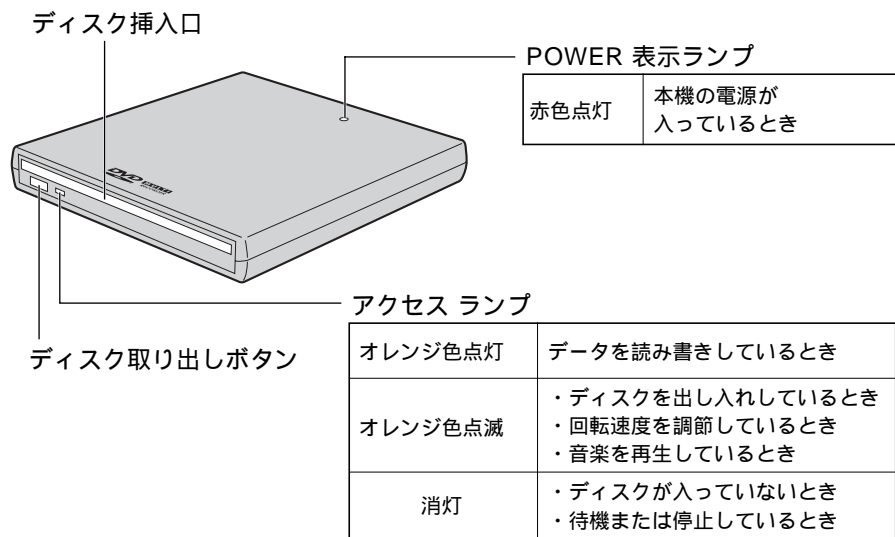 ディスク挿入口
POWER 表示ランプ
赤色点灯
本機の電源が
入っているとき
DVD
アクセス ランプ
ディスク取り出しボタン
オレンジ色点灯
データを読み書きしているとき
オレンジ色点滅
・ディスクを出し入れしているとき
・回転速度を調節しているとき
・音楽を再生しているとき
消灯
・ディスクが入っていないとき
・待機または停止しているとき